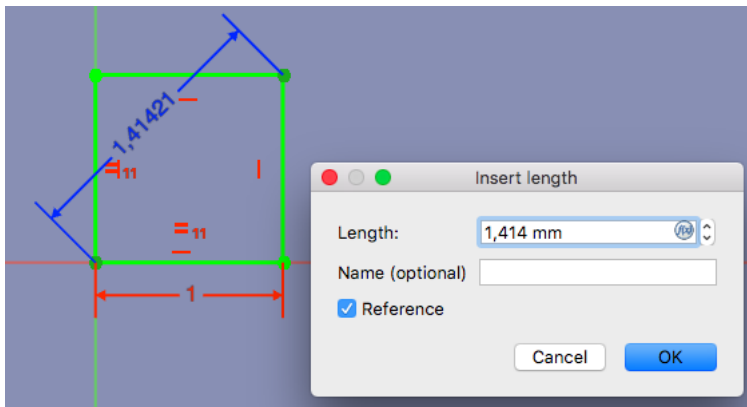 1,41421
11
11
1
Insert length
Length:
1,414 mm
f(x)
Name (optional)
Reference
Cancel
OK